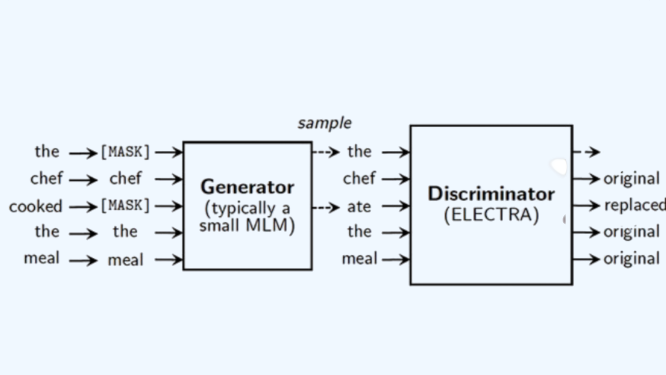 sample
the [MASK] the
chef chef chef original
cooked [MASK] ate replaced
the the the original
meal meal meal original
Generator
(typically a
small MLM)
Discriminator
(ELECTRA)